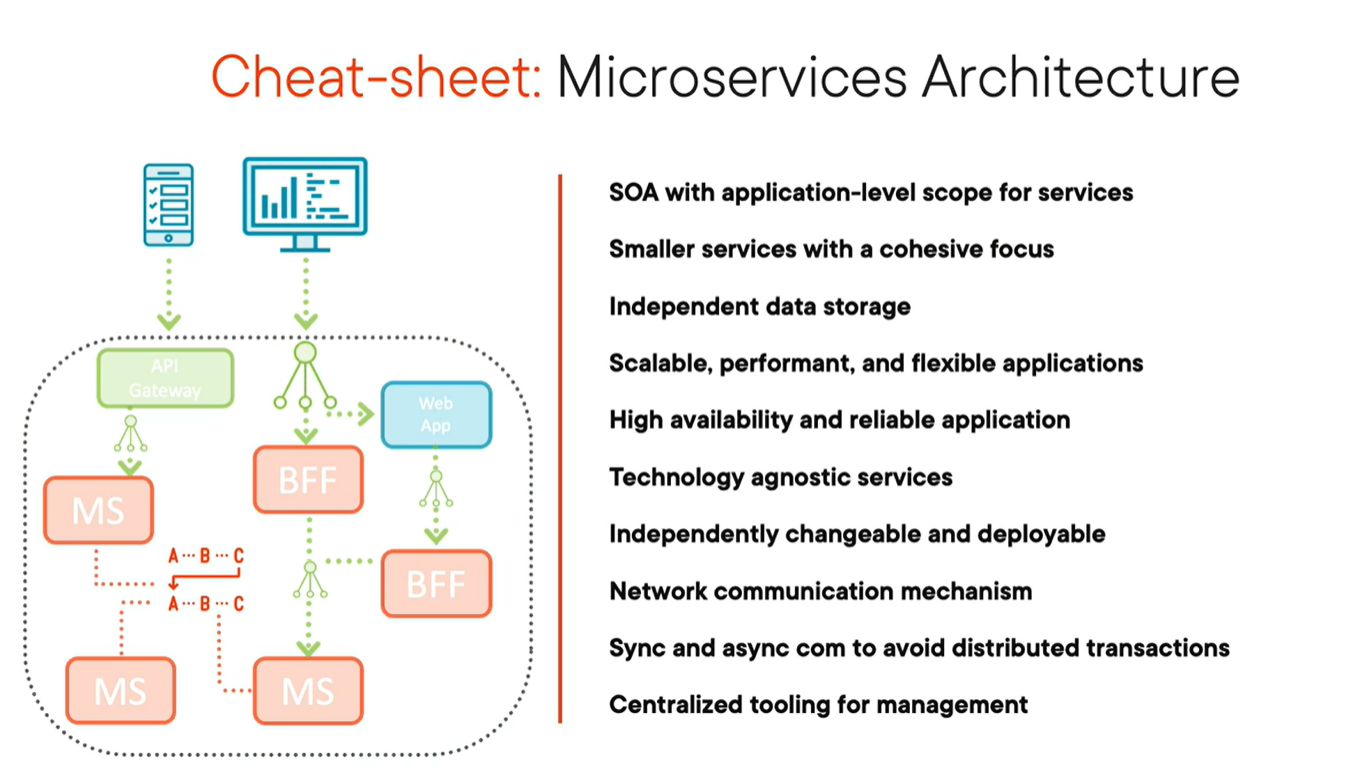 Cheat-sheet: Microservices Architecture
SOA with application-level scope for services
Smaller services with a cohesive focus
Independent data storage
Scalable, performant, and flexible applications
High availability and reliable application
Technology agnostic services
Independently changeable and deployable
Network communication mechanism
Sync and async com to avoid distributed transactions
Centralized tooling for management
API
Gateway
Web
App
BFF
MS
A ··· B ··· C
A ··· B ··· C
BFF
MS
MS